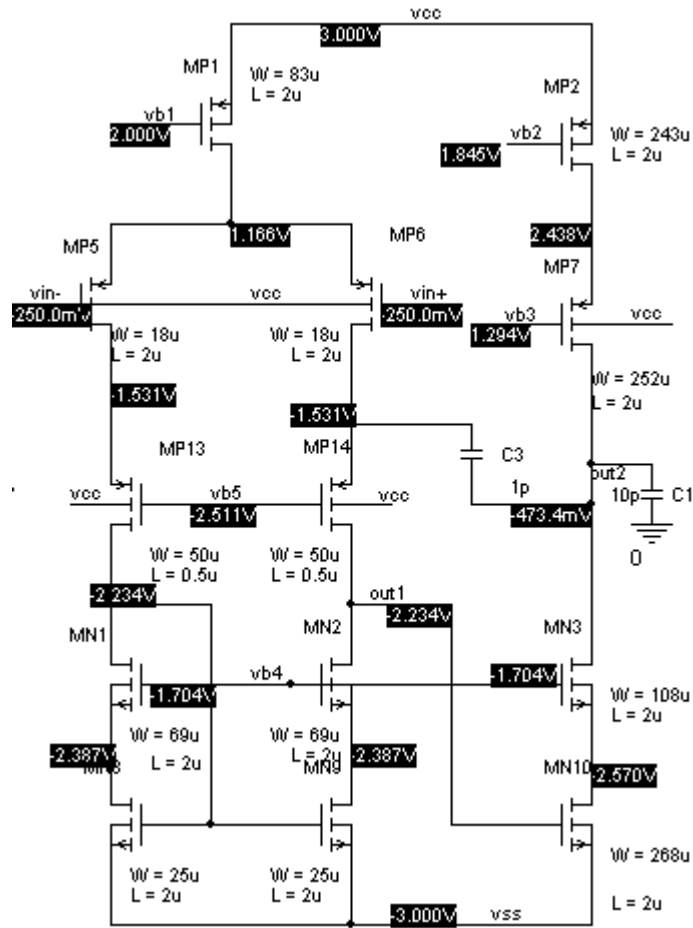 vcc
3.000V
MP1
W = 83u
L = 2u
MP2
vb1
2.000V
vb2
1.845V
W = 243u
L = 2u
MP5
1.166V
MP6
2.438V
MP7
vin-
-250.0mV
vcc
vin+
-250.0mV
vb3
1.294V
vcc
W = 18u
L = 2u
W = 18u
L = 2u
W = 252u
L = 2u
-1.531V
-1.531V
MP13
MP14
C3
1p
out2
10p
C1
vcc
vb5
-2.511V
vcc
-473.4mV
0
W = 50u
L = 0.5u
W = 50u
L = 0.5u
-2.234V
out1
-2.234V
MN1
MN2
MN3
vb4
-1.704V
-1.704V
W = 69u
L = 2u
W = 69u
L = 2u
W = 108u
L = 2u
-2.387V
-2.387V
MN9
MN10
-2.570V
W = 25u
L = 2u
W = 25u
L = 2u
W = 268u
L = 2u
-3.000V
vss